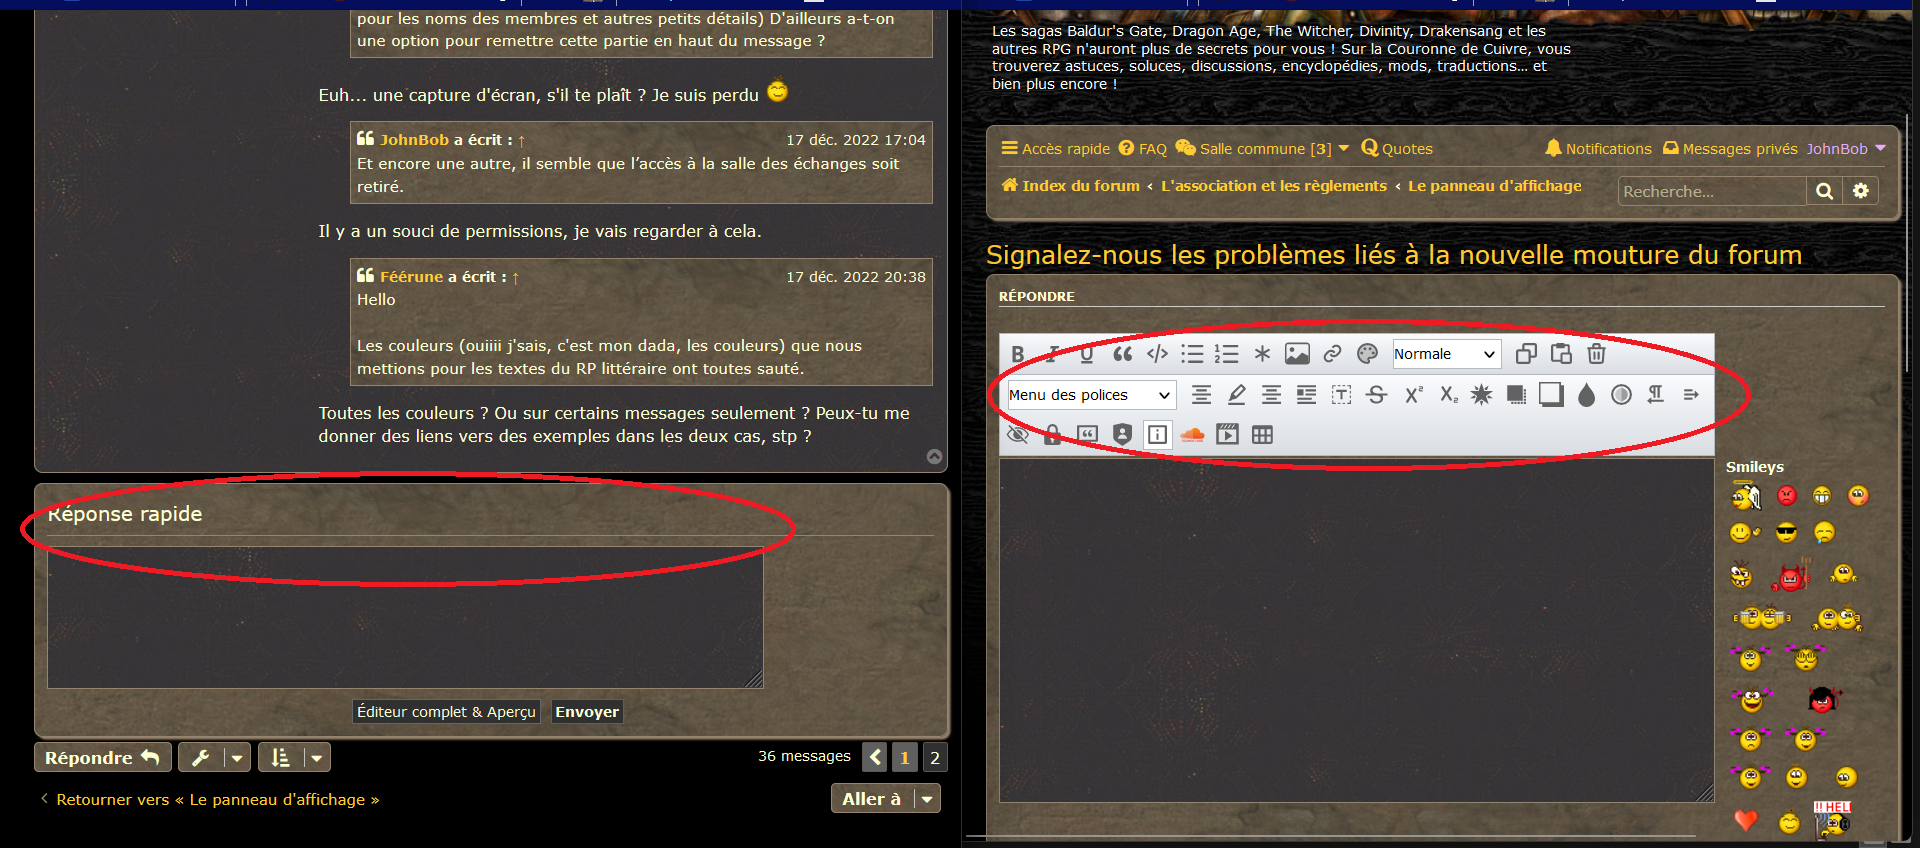 pour les noms des membres et autres petits détails) D'ailleurs a-t-on
une option pour remettre cette partie en haut du message ?
Euh... une capture d'écran, s'il te plaît ? Je suis perdu
JohnBob a écrit : ↑ 17 déc. 2022 17:04
Et encore une autre, il semble que l’accès à la salle des échanges soit
retiré.
Il y a un souci de permissions, je vais regarder à cela.
Féérune a écrit : ↑ 17 déc. 2022 20:38
Hello
Les couleurs (ouiiii j'sais, c'est mon dada, les couleurs) que nous
mettions pour les textes du RP littéraire ont toutes sauté.
Toutes les couleurs ? Ou sur certains messages seulement ? Peux-tu me
donner des liens vers des exemples dans les deux cas, stp ?
Réponse rapide
Éditeur complet & Aperçu Envoyer
Répondre 36 messages 1 2
Retourner vers « Le panneau d'affichage » Aller à
Les sagas Baldur's Gate, Dragon Age, The Witcher, Divinity, Drakensang et les
autres RPG n'auront plus de secrets pour vous ! Sur la Couronne de Cuivre, vous
trouverez astuces, soluces, discussions, encyclopédies, mods, traductions... et
bien plus encore !
Accès rapide FAQ Salle commune [3] Quotes Notifications Messages privés JohnBob
Index du forum ‹ L'association et les règlements ‹ Le panneau d'affichage Recherche...
Signalez-nous les problèmes liés à la nouvelle mouture du forum
RÉPONDRE
B I U Normale
Menu des polices
Smileys
!! HEL